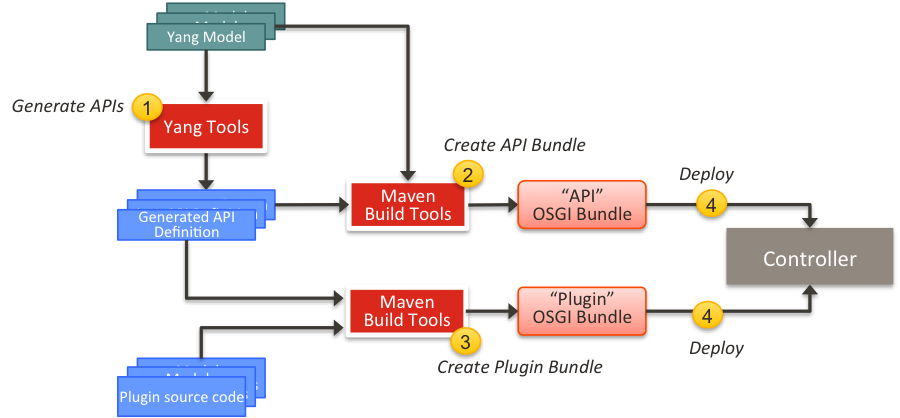 Yang Model
Generate APIs
1
Yang Tools
Create API Bundle
2
Maven
Build Tools
"API"
OSGI Bundle
Deploy
4
Generated API
Definition
Controller
Maven
Build Tools
"Plugin"
OSGI Bundle
4
Deploy
3
Create Plugin Bundle
Plugin source code